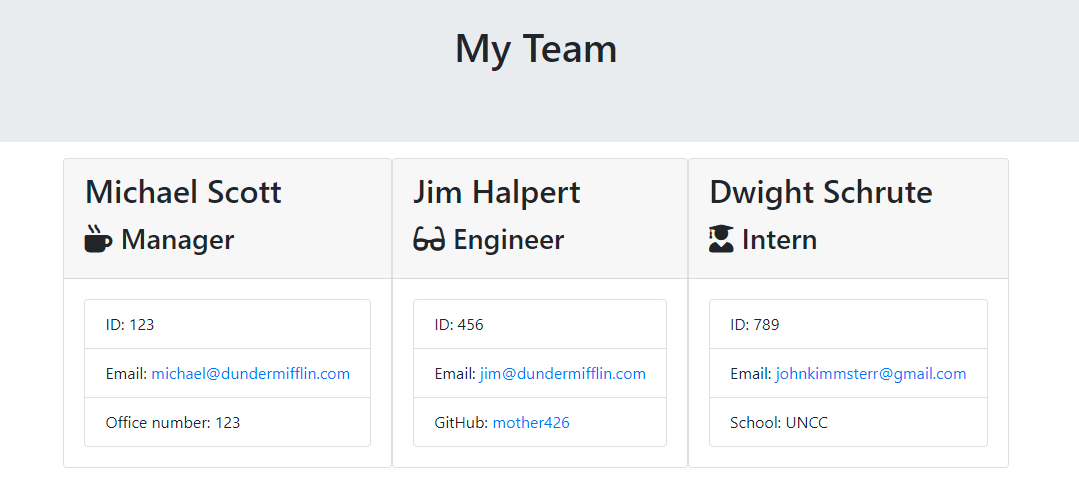 My Team
Michael Scott
Manager
ID: 123
Email: michael@dundermifflin.com
Office number: 123
Jim Halpert
Engineer
ID: 456
Email: jim@dundermifflin.com
GitHub: mother426
Dwight Schrute
Intern
ID: 789
Email: johnkimmsterr@gmail.com
School: UNCC